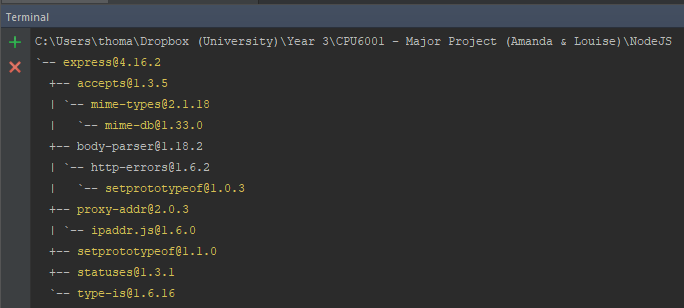 Terminal
C:\Users\thoma\Dropbox (University)\Year 3\CPU6001 - Major Project (Amanda & Louise)\NodeJS
`-- express@4.16.2
+-- accepts@1.3.5
| `-- mime-types@2.1.18
|   `-- mime-db@1.33.0
+-- body-parser@1.18.2
| `-- http-errors@1.6.2
|   `-- setprototypeof@1.0.3
+-- proxy-addr@2.0.3
| `-- ipaddr.js@1.6.0
+-- setprototypeof@1.1.0
+-- statuses@1.3.1
`-- type-is@1.6.16